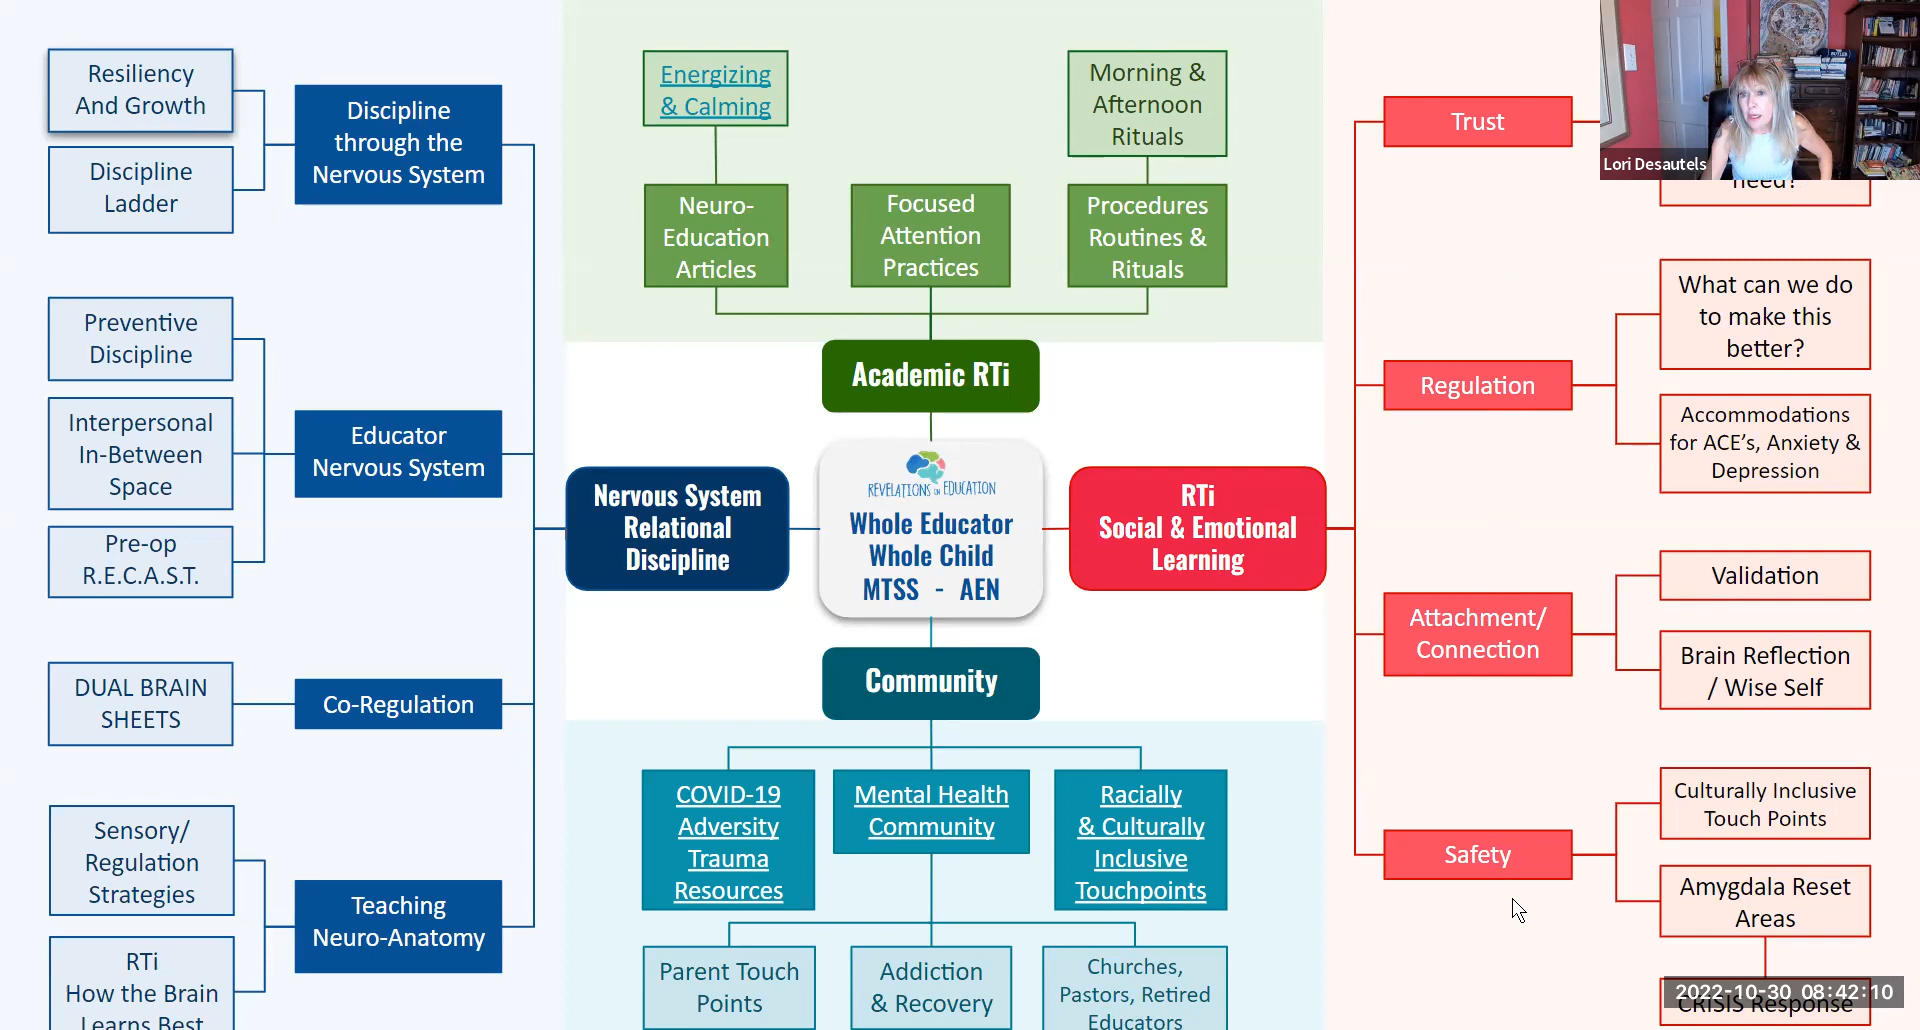 Resiliency
And Growth
Discipline
Ladder
Discipline
through the
Nervous System
Preventive
Discipline
Interpersonal
In-Between
Space
Pre-op
R.E.C.A.S.T.
Educator
Nervous System
DUAL BRAIN
SHEETS
Co-Regulation
Sensory/
Regulation
Strategies
RTi
How the Brain
Learns Best
Teaching
Neuro-Anatomy
Nervous System
Relational
Discipline
Energizing
& Calming
Morning &
Afternoon
Rituals
Neuro-
Education
Articles
Focused
Attention
Practices
Procedures
Routines &
Rituals
Academic RTi
REVELATIONS IN EDUCATION
Whole Educator
Whole Child
MTSS - AEN
Community
COVID-19
Adversity
Trauma
Resources
Mental Health
Community
Racially
& Culturally
Inclusive
Touchpoints
Parent Touch
Points
Addiction
& Recovery
Churches,
Pastors, Retired
Educators
RTi
Social & Emotional
Learning
Trust
need?
Lori Desautels
Regulation
What can we do
to make this
better?
Accommodations
for ACE's, Anxiety &
Depression
Attachment/
Connection
Validation
Brain Reflection
/ Wise Self
Safety
Culturally Inclusive
Touch Points
Amygdala Reset
Areas
CRISIS Response
2022-10-30 08:42:10